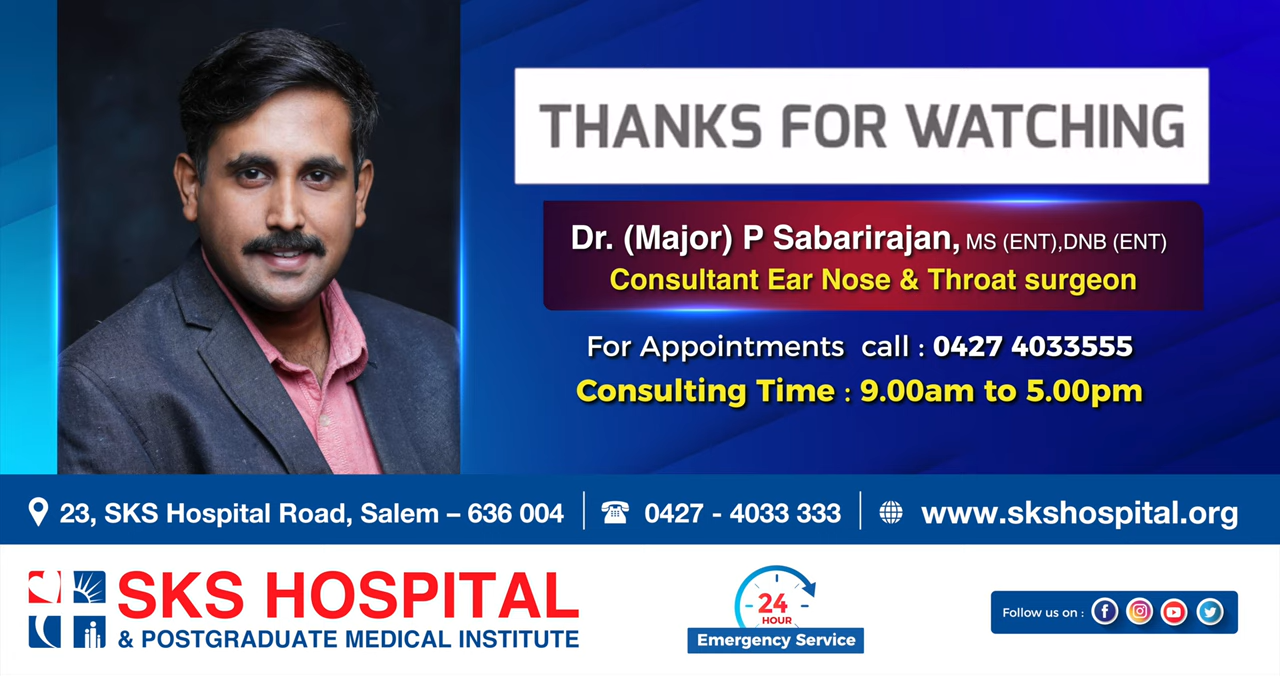 THANKS FOR WATCHING
Dr. (Major) P Sabarirajan, MS (ENT),DNB (ENT)
Consultant Ear Nose & Throat surgeon
For Appointments call : 0427 4033555
Consulting Time : 9.00am to 5.00pm
23, SKS Hospital Road, Salem – 636 004
0427 - 4033 333
www.skshospital.org
SKS HOSPITAL
& POSTGRADUATE MEDICAL INSTITUTE
24
HOUR
Emergency Service
Follow us on :